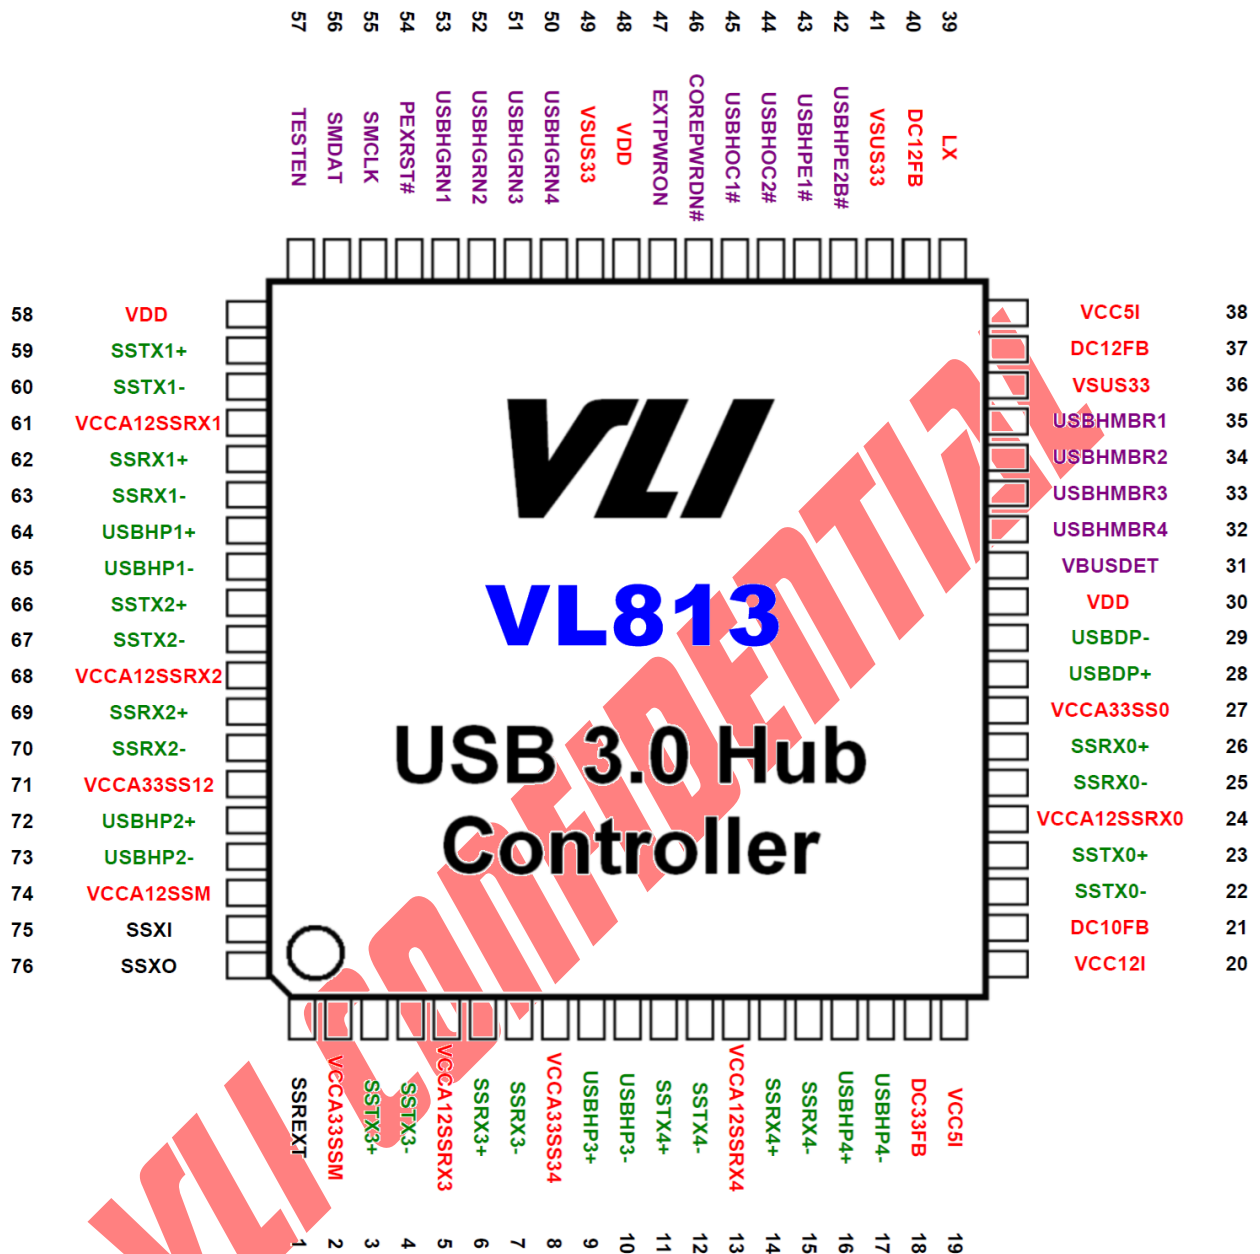 57 56 55 54 53 52 51 50 49 48 47 46 45 44 43 42 41 40 39
TESTEN
SMDAT
SMCLK
PEXRST#
USBHGRN1
USBHGRN2
USBHGRN3
USBHGRN4
VSUS33
VDD
EXTPWRON
COREPWRDN#
USBHOC1#
USBHOC2#
USBHPE1#
USBHPE2B#
VSUS33
DC12FB
LX
58 VDD
59 SSTX1+
60 SSTX1-
61 VCCA12SSRX1
62 SSRX1+
63 SSRX1-
64 USBHP1+
65 USBHP1-
66 SSTX2+
67 SSTX2-
68 VCCA12SSRX2
69 SSRX2+
70 SSRX2-
71 VCCA33SS12
72 USBHP2+
73 USBHP2-
74 VCCA12SSM
75 SSXI
76 SSXO
VLI
VL813
USB 3.0 Hub
Controller
VCC5I 38
DC12FB 37
VSUS33 36
USBHMBR1 35
USBHMBR2 34
USBHMBR3 33
USBHMBR4 32
VBUSDET 31
VDD 30
USBDP- 29
USBDP+ 28
VCCA33SS0 27
SSRX0+ 26
SSRX0- 25
VCCA12SSRX0 24
SSTX0+ 23
SSTX0- 22
DC10FB 21
VCC12I 20
SSREXT
VCCA33SSM
SSTX3+
SSTX3-
VCCA12SSRX3
SSRX3+
SSRX3-
VCCA33SS34
USBHP3+
USBHP3-
SSTX4+
SSTX4-
VCCA12SSRX4
SSRX4+
SSRX4-
USBHP4+
USBHP4-
DC33FB
VCC5I
1 2 3 4 5 6 7 8 9 10 11 12 13 14 15 16 17 18 19
VLI CONFIDENTIAL